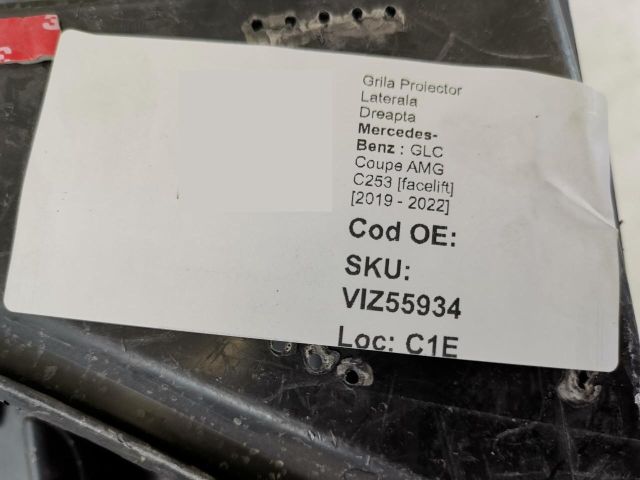 Grila Proiector
Laterala
Dreapta
Mercedes-
Benz : GLC
Coupe AMG
C253 [facelift]
[2019 - 2022]
Cod OE:
SKU:
VIZ55934
Loc: C1E